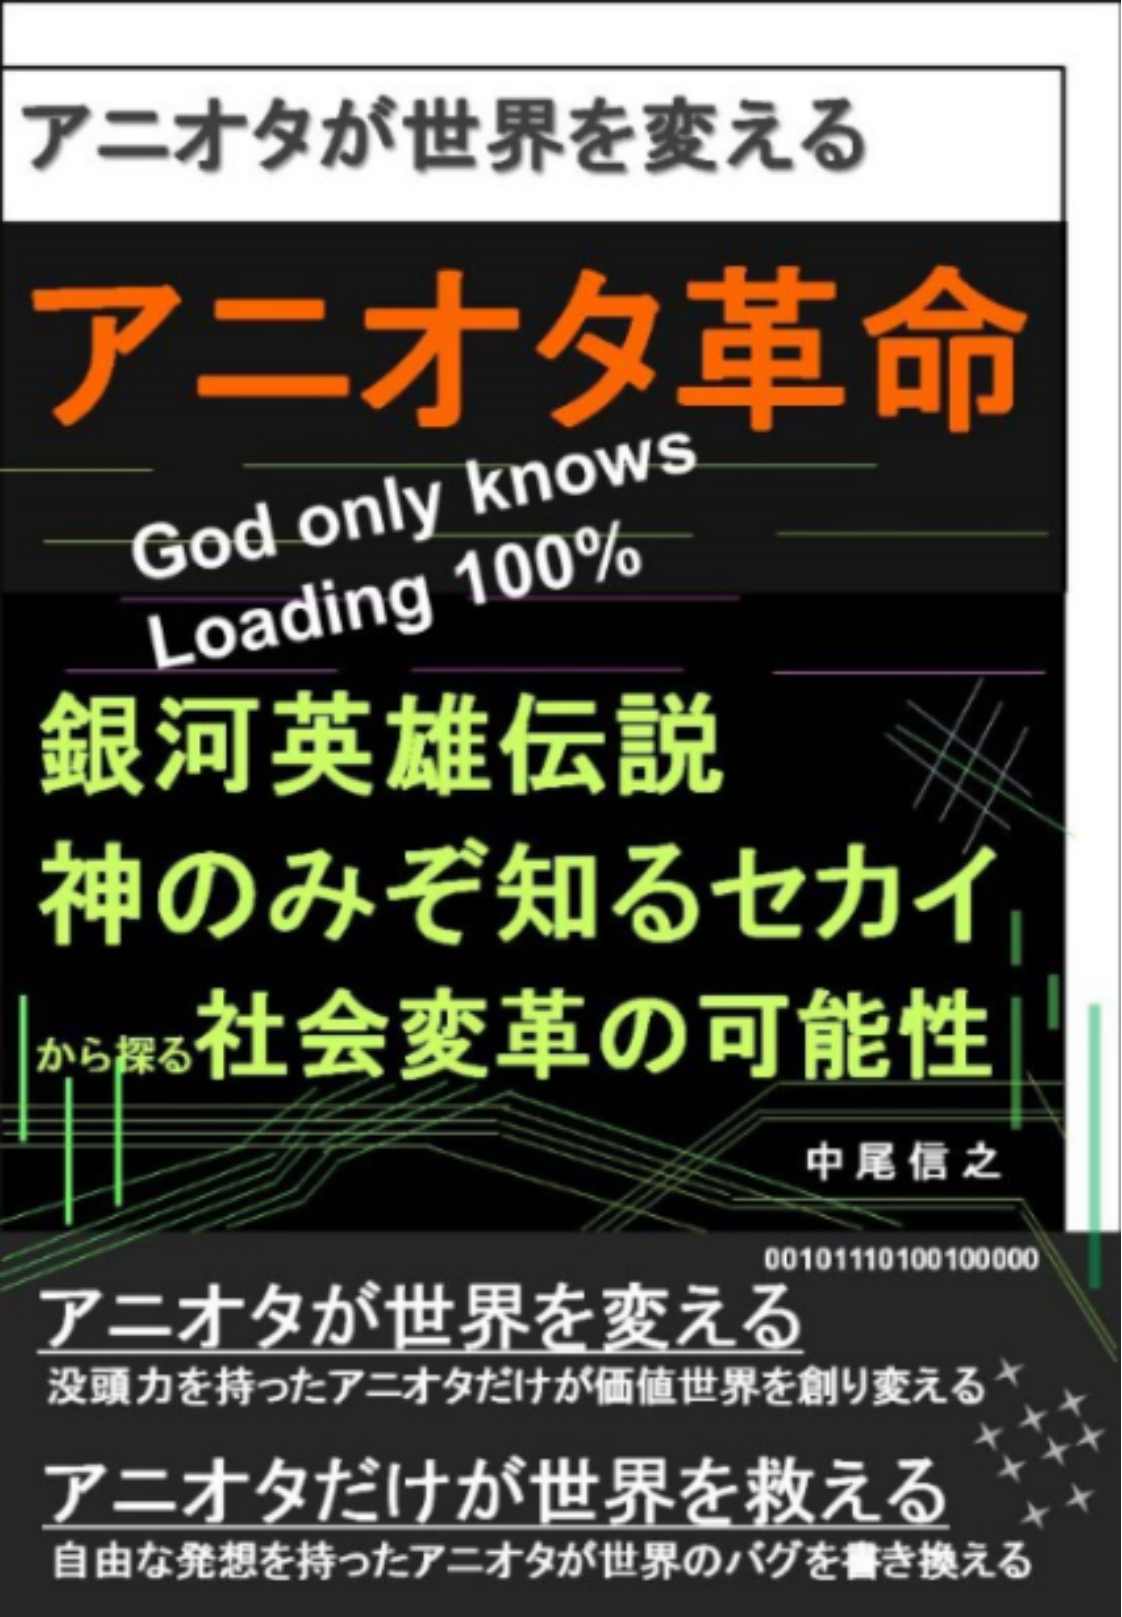 アニオタが世界を変える
アニオタ革命
God only knows
Loading 100%
銀河英雄伝説
神のみぞ知るセカイ
から探る社会変革の可能性
中尾信之
00101110100100000
アニオタが世界を変える
没頭力を持ったアニオタだけが価値世界を創り変える
アニオタだけが世界を救える
自由な発想を持ったアニオタが世界のバグを書き換える